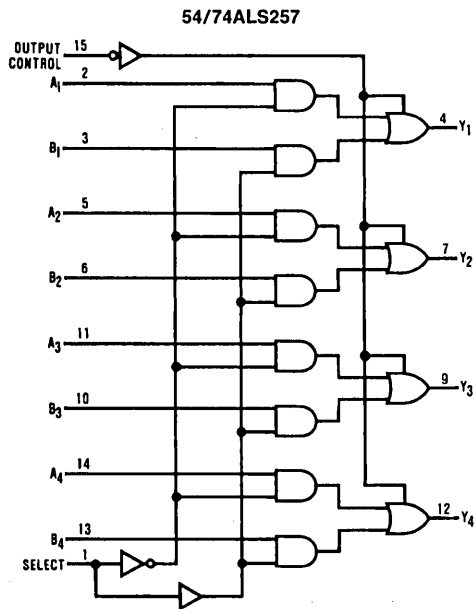 54/74ALS257
OUTPUT CONTROL 15
A1 2
4 Y1
B1 3
A2 5
7 Y2
B2 6
A3 11
9 Y3
B3 10
A4 14
12 Y4
B4 13
SELECT 1